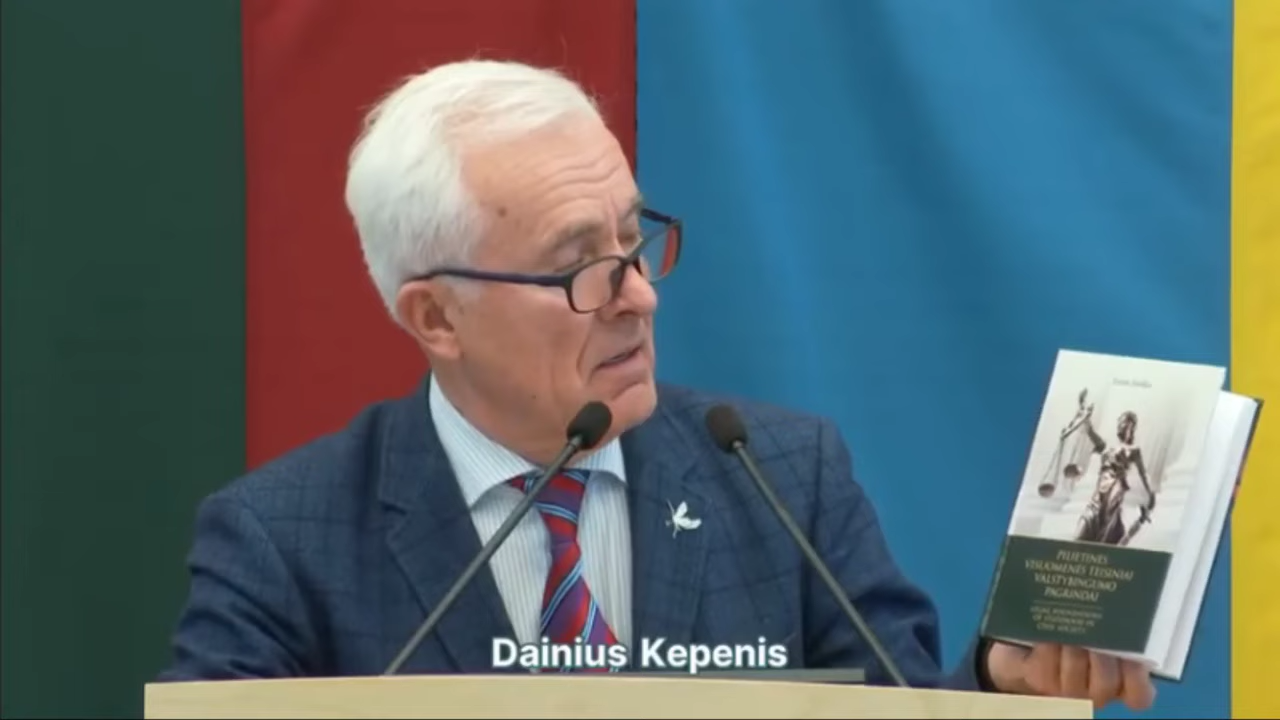 PILIETINĖS
VISUOMENĖS TEISINIAI
VALSTYBINGUMO
PAGRINDAI
LEGAL FOUNDATIONS
OF STATEHOOD IN
CIVIL SOCIETY
Dainius Kepenis